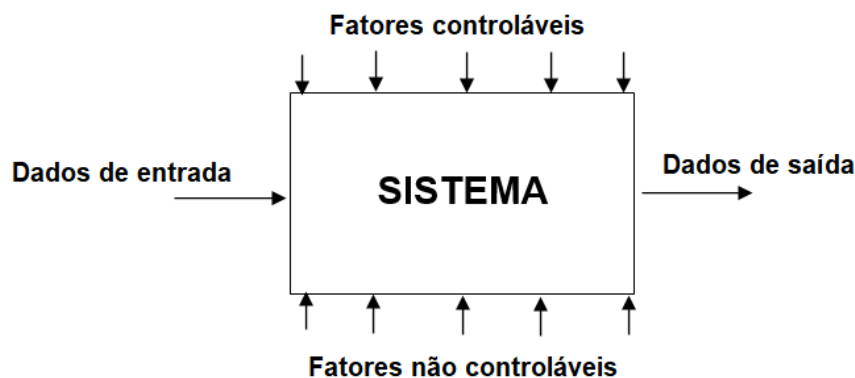 Fatores controláveis
Dados de entrada
SISTEMA
Dados de saída
Fatores não controláveis